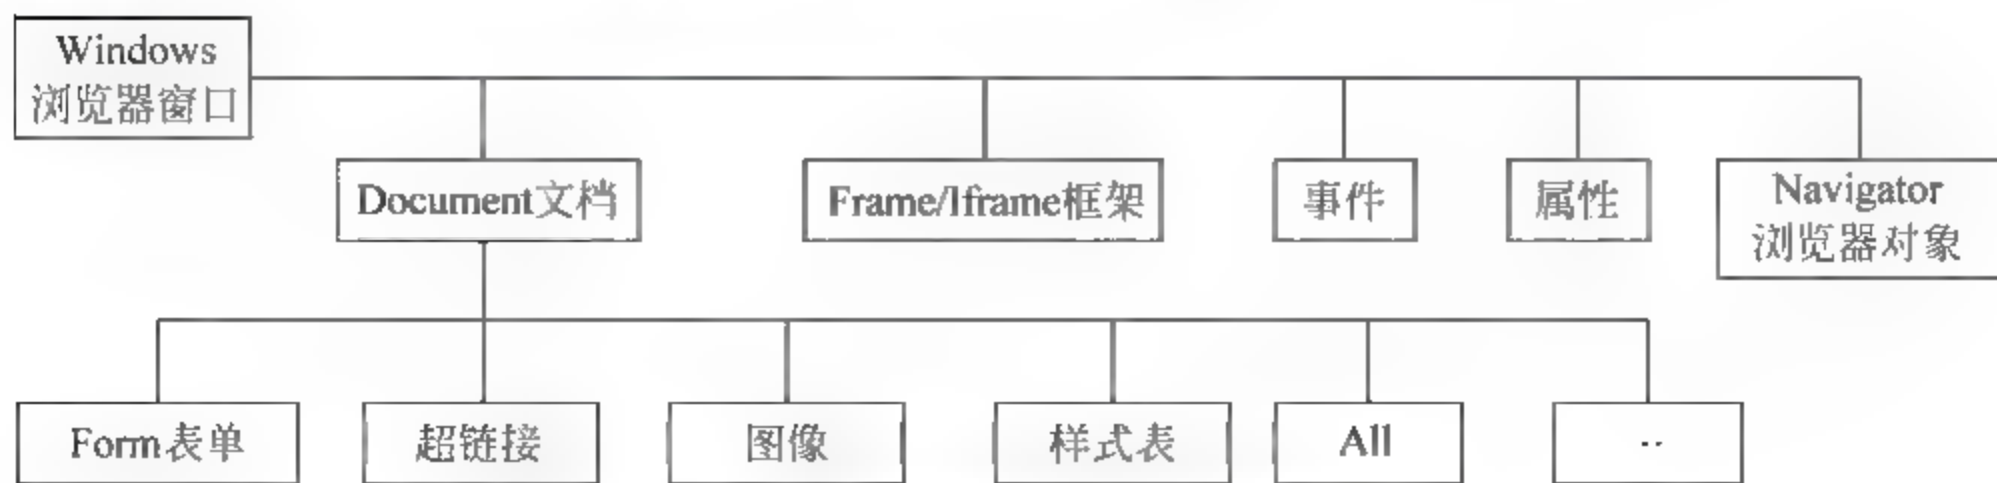 Windows
浏览器窗口
Document文档
Frame/Iframe框架
事件
属性
Navigator
浏览器对象
Form表单
超链接
图像
样式表
All
..